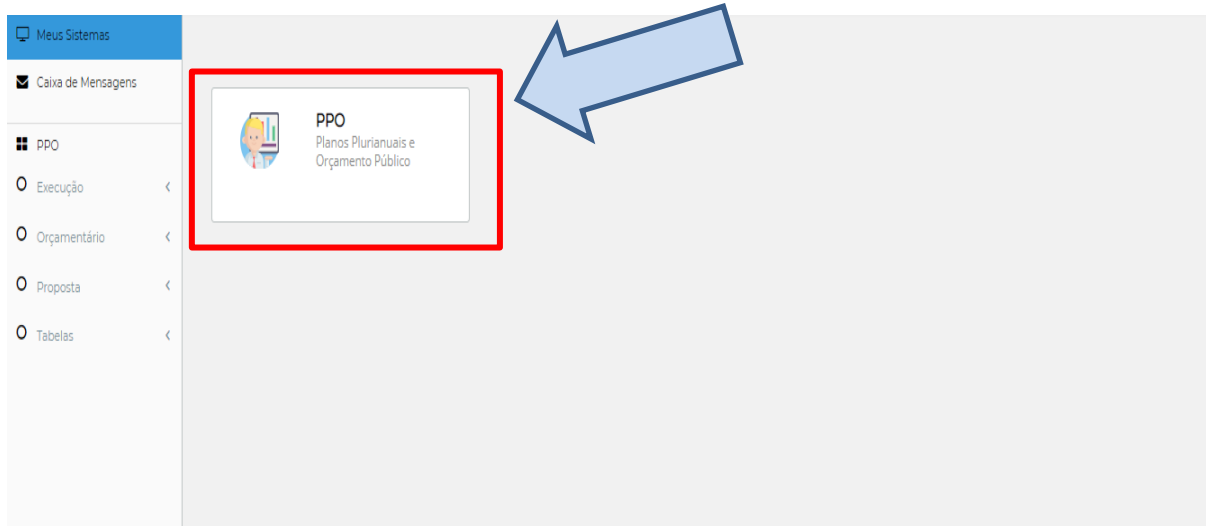 Meus Sistemas
Caixa de Mensagens
PPO
Execução
Orçamentário
Proposta
Tabelas
PPO
Planos Plurianuais e
Orçamento Público